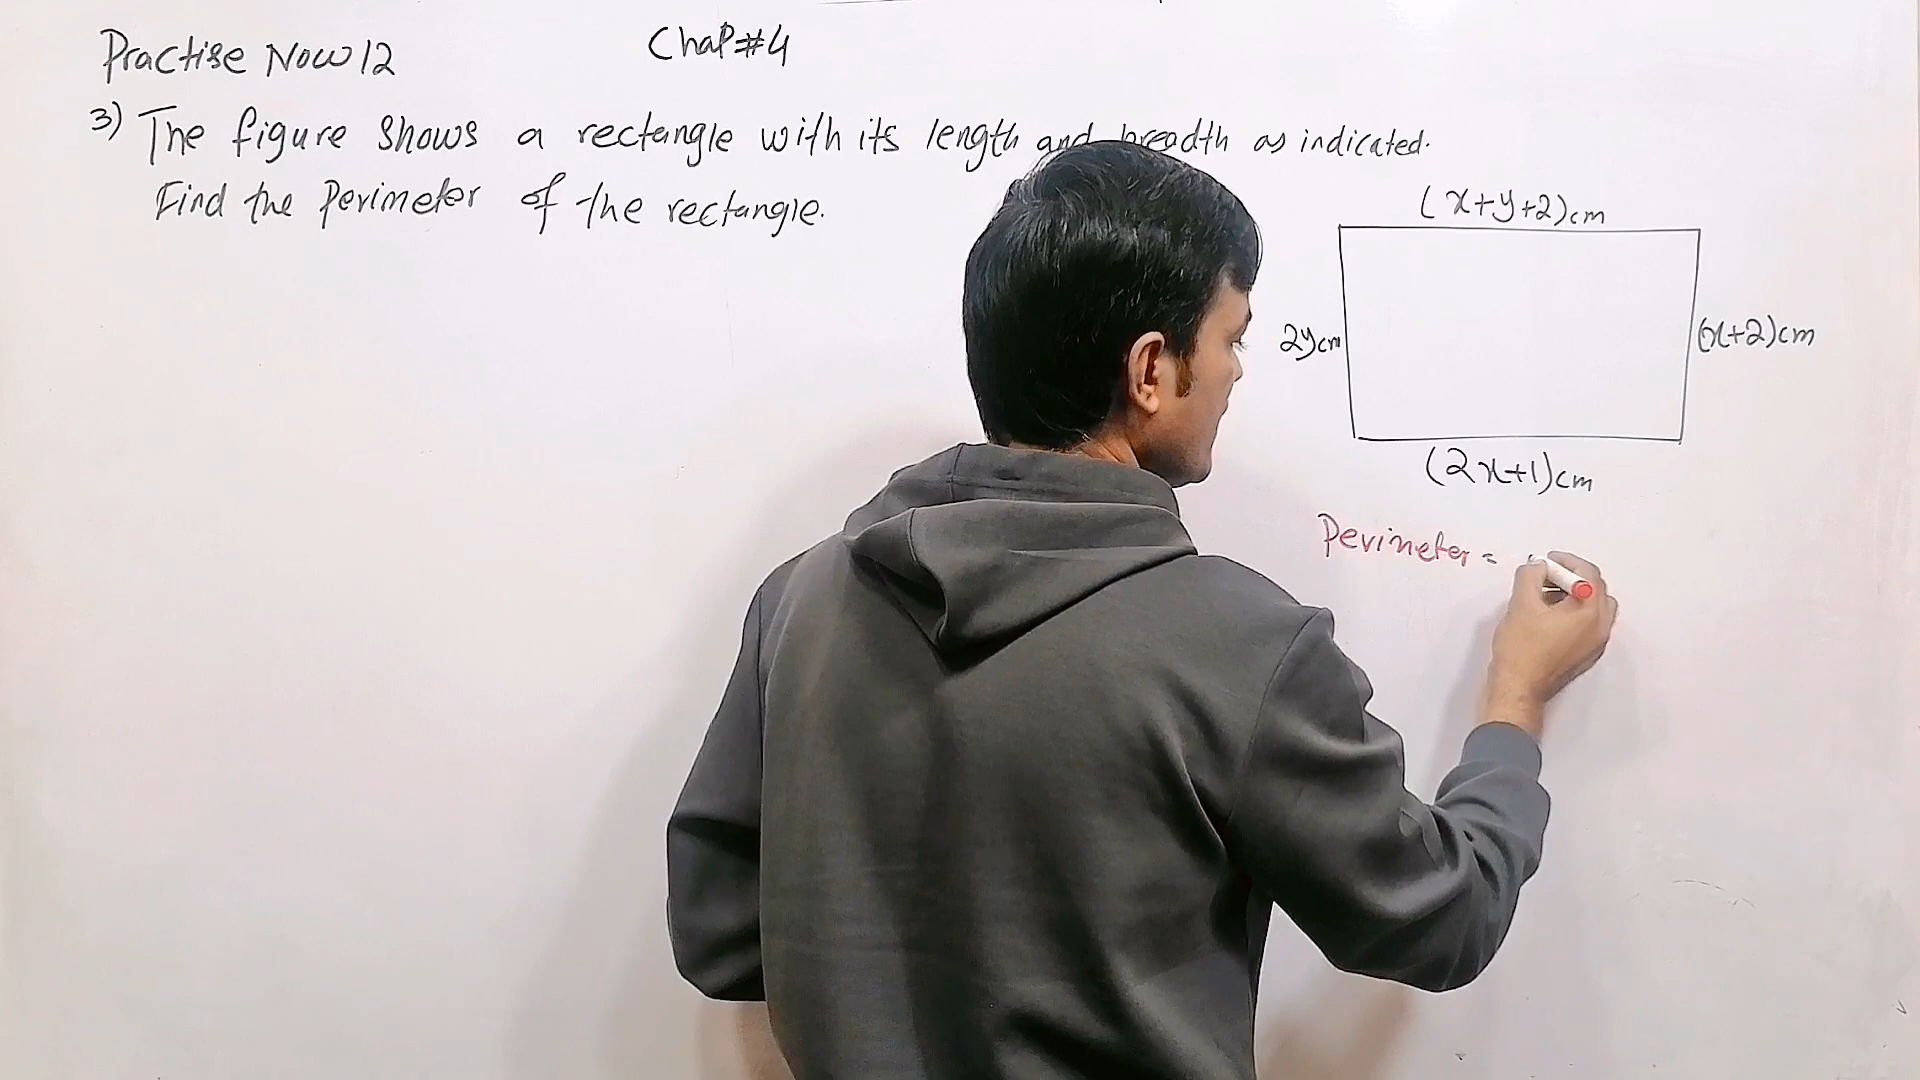 Practise Now 12
Chap#4
3) The figure shows a rectangle with its length and breadth as indicated.
Find the Perimeter of the rectangle.
(x+y+2)cm
2ycm
(x+2)cm
(2x+1)cm
Perimeter =